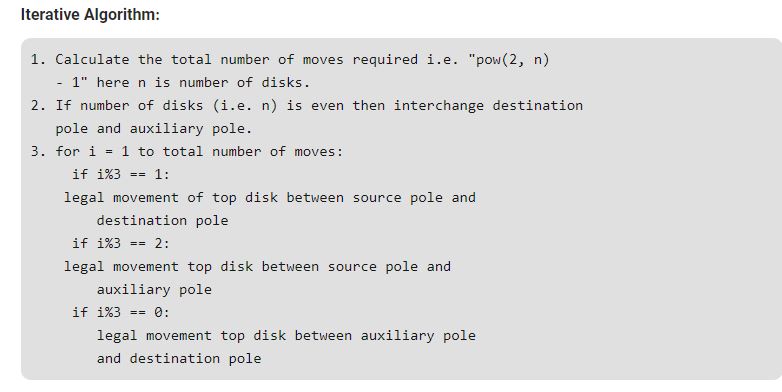 Iterative Algorithm:
1. Calculate the total number of moves required i.e. "pow(2, n)
- 1" here n is number of disks.
2. If number of disks (i.e. n) is even then interchange destination
pole and auxiliary pole.
3. for i = 1 to total number of moves:
if i%3 == 1:
legal movement of top disk between source pole and
destination pole
if i%3 == 2:
legal movement top disk between source pole and
auxiliary pole
if i%3 == 0:
legal movement top disk between auxiliary pole
and destination pole